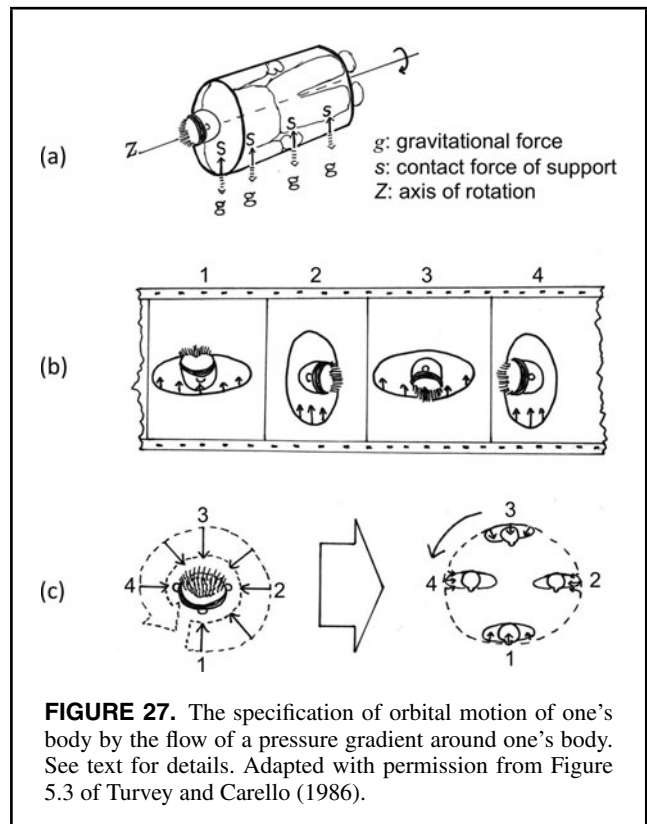 (a)
Z
S
S
S
S
g
g
g
g
g: gravitational force
s: contact force of support
Z: axis of rotation
(b)
1 2 3 4
(c)
3
4 2
1
3
4 2
1
FIGURE 27. The specification of orbital motion of one's
body by the flow of a pressure gradient around one's body.
See text for details. Adapted with permission from Figure
5.3 of Turvey and Carello (1986).